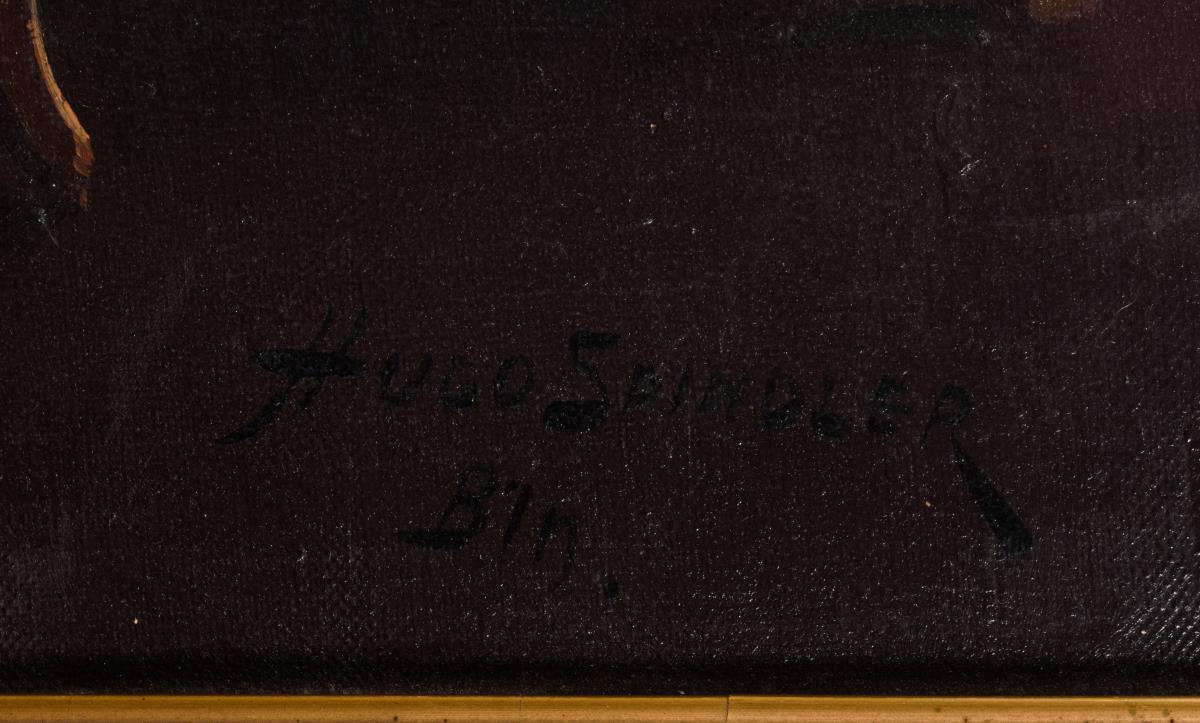 HUGO SPINDLER
Bln.